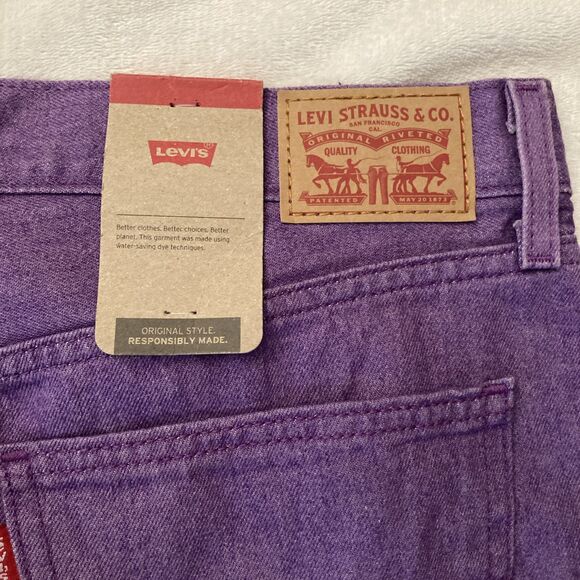 Levi's
Better clothes. Better choices. Better
planet. This garment was made using
water-saving dye techniques.
ORIGINAL STYLE.
RESPONSIBLY MADE.
LEVI STRAUSS & CO.
SAN FRANCISCO
CAL.
ORIGINAL RIVETED
QUALITY CLOTHING
PATENTED MAY 20 1873